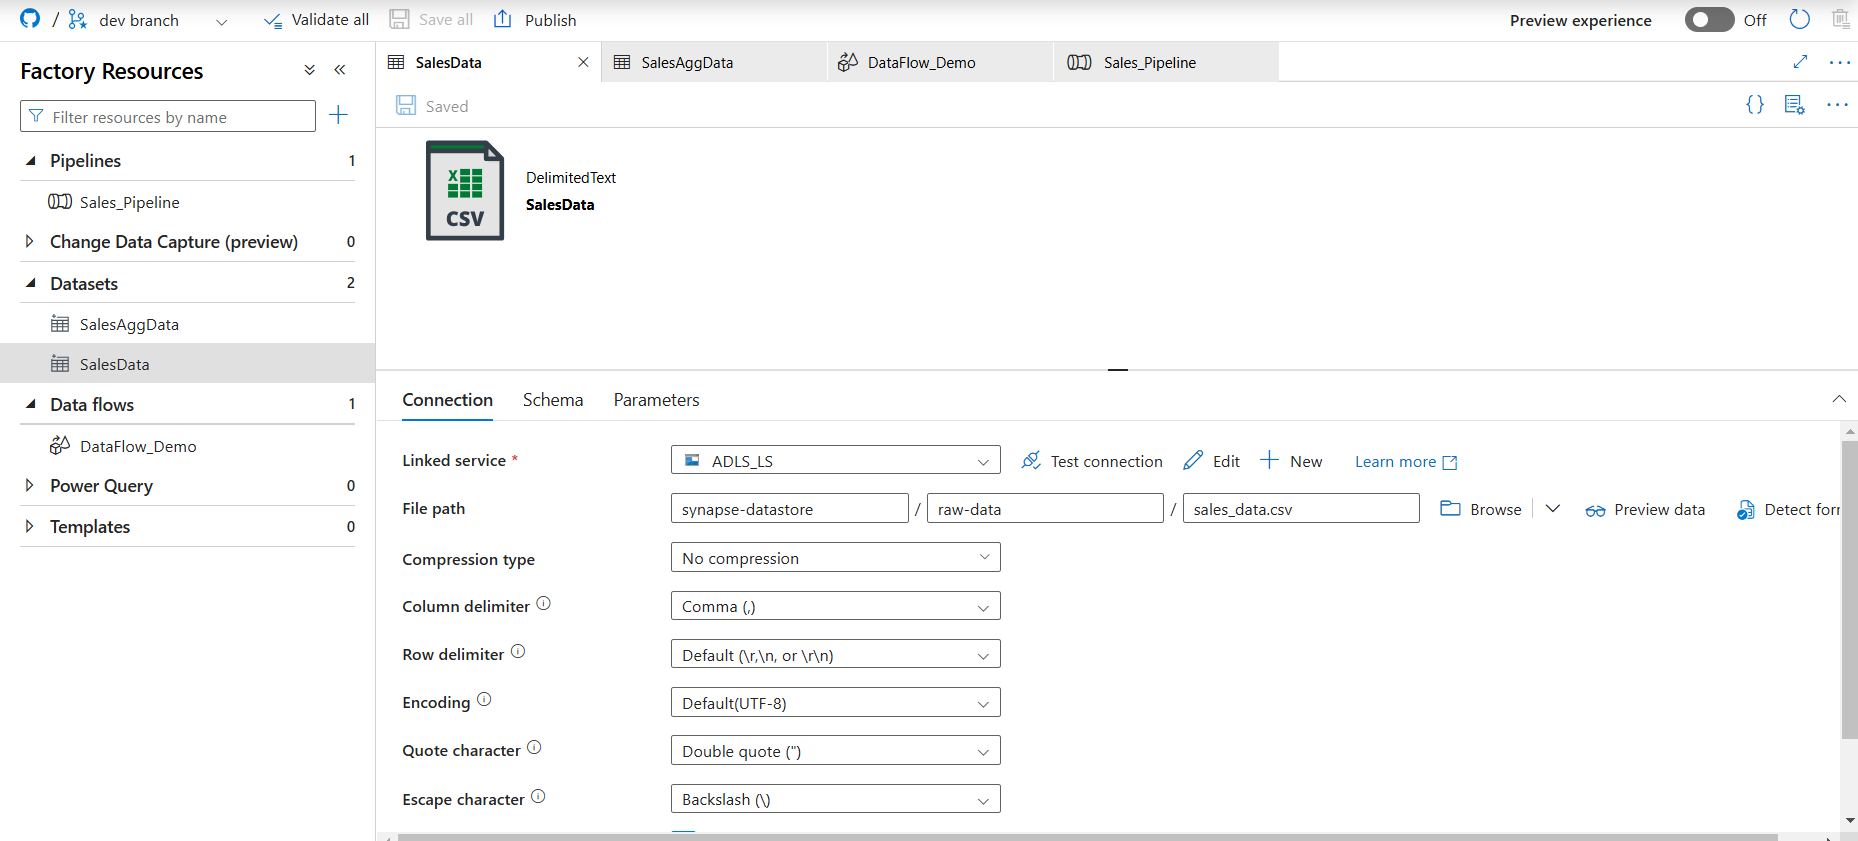 / dev branch Validate all Save all Publish Preview experience Off
Factory Resources
Filter resources by name
Pipelines 1
Sales_Pipeline
Change Data Capture (preview) 0
Datasets 2
SalesAggData
SalesData
Data flows 1
DataFlow_Demo
Power Query 0
Templates 0
SalesData SalesAggData DataFlow_Demo Sales_Pipeline
Saved {}
X
CSV
DelimitedText
SalesData
Connection Schema Parameters
Linked service * ADLS_LS Test connection Edit New Learn more
File path synapse-datastore / raw-data / sales_data.csv Browse Preview data Detect for
Compression type No compression
Column delimiter Comma (,)
Row delimiter Default (\r,\n, or \r\n)
Encoding Default(UTF-8)
Quote character Double quote (")
Escape character Backslash (\)